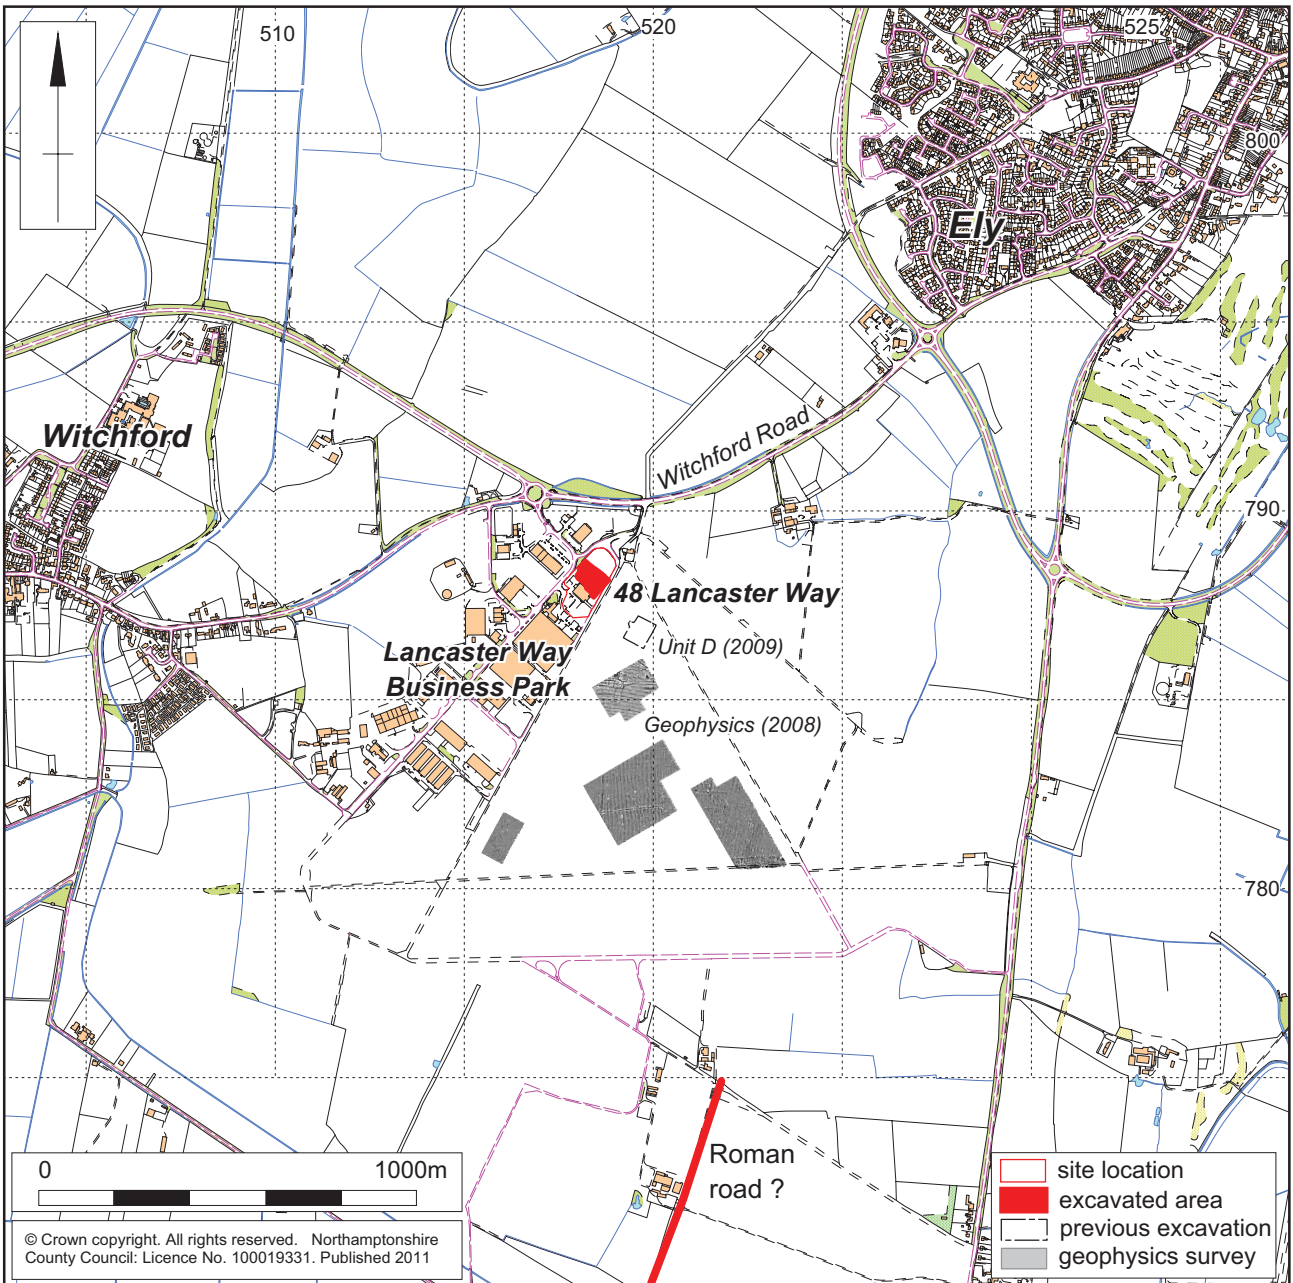 510
520
525
800
Ely
Witchford
Witchford Road
790
48 Lancaster Way
Unit D (2009)
Lancaster Way
Business Park
Geophysics (2008)
780
Roman
road ?
0 1000m
© Crown copyright. All rights reserved. Northamptonshire
County Council: Licence No. 100019331. Published 2011
site location
excavated area
previous excavation
geophysics survey